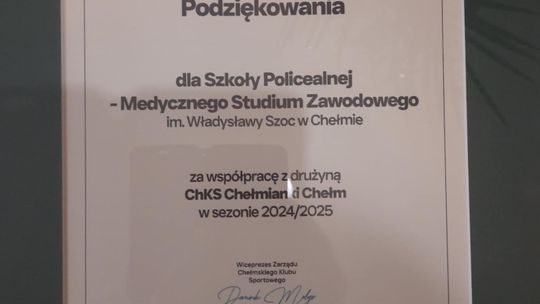 Podziękowania
dla Szkoły Policealnej
- Medycznego Studium Zawodowego
im. Władysławy Szoc w Chełmie
za współpracę z drużyną
ChKS Chełmianki Chełm
w sezonie 2024/2025
Wiceprezes Zarządu
Chełmskiego Klubu
Sportowego